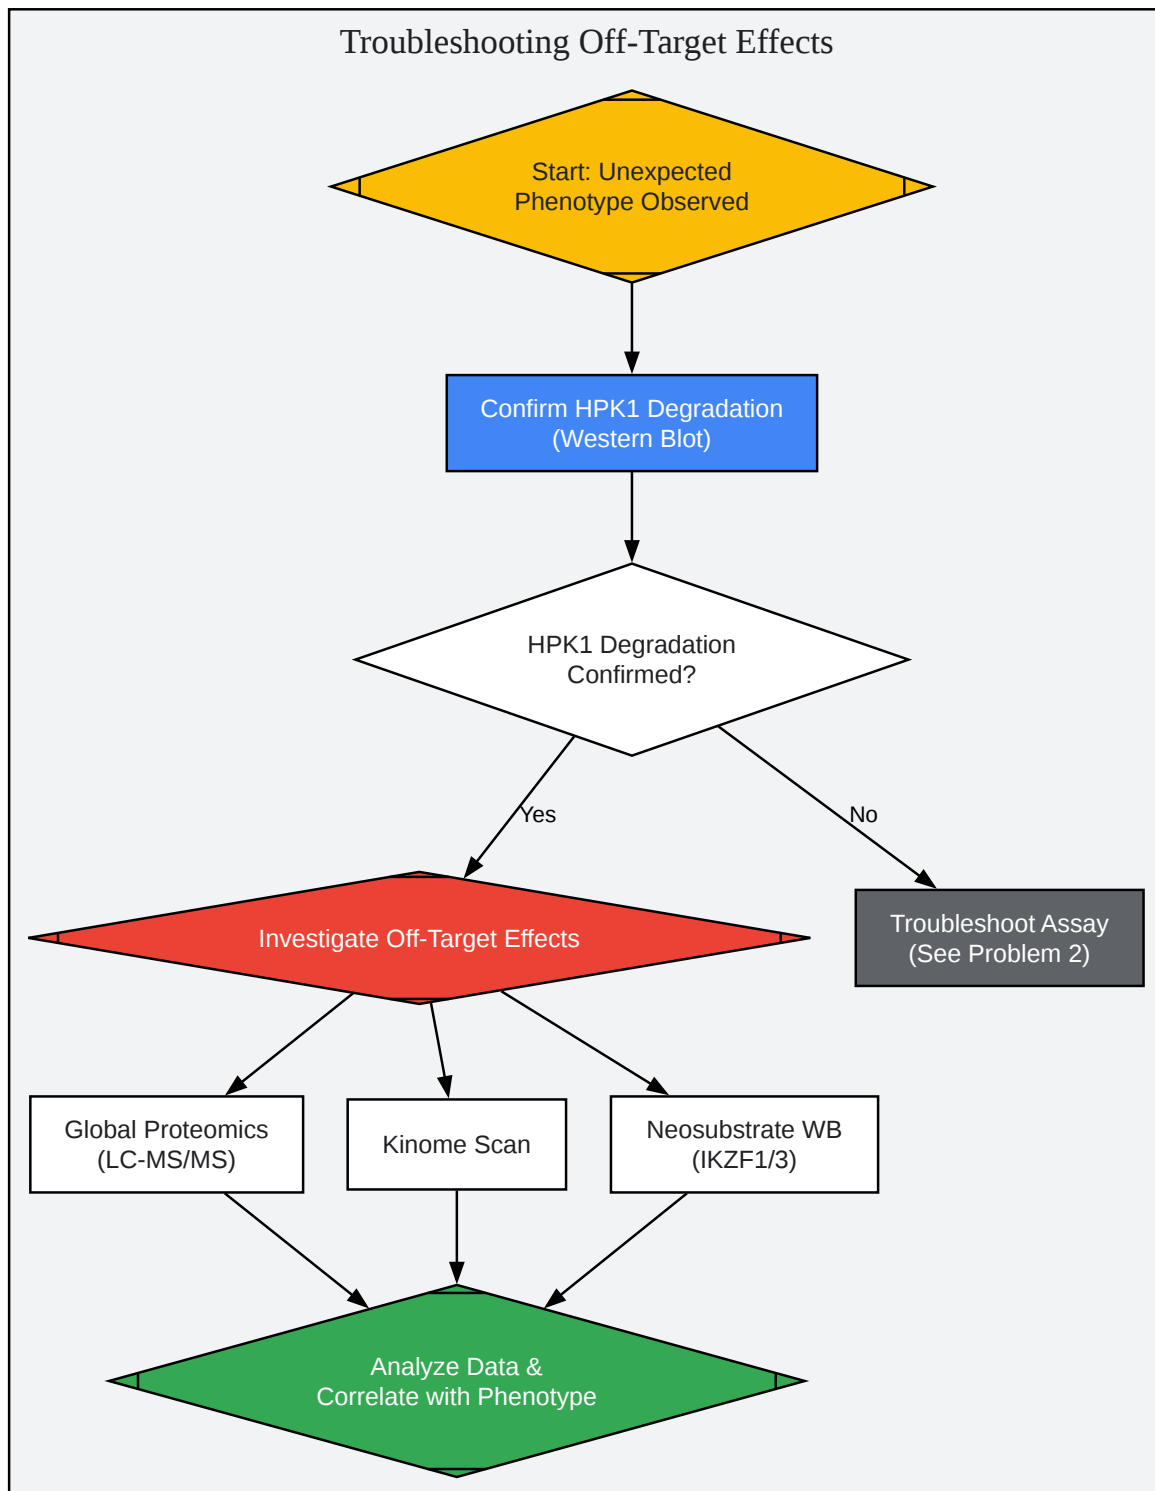 Troubleshooting Off-Target Effects
Start: Unexpected
Phenotype Observed
Confirm HPK1 Degradation
(Western Blot)
HPK1 Degradation
Confirmed?
Yes
No
Investigate Off-Target Effects
Troubleshoot Assay
(See Problem 2)
Global Proteomics
(LC-MS/MS)
Kinome Scan
Neosubstrate WB
(IKZF1/3)
Analyze Data &
Correlate with Phenotype